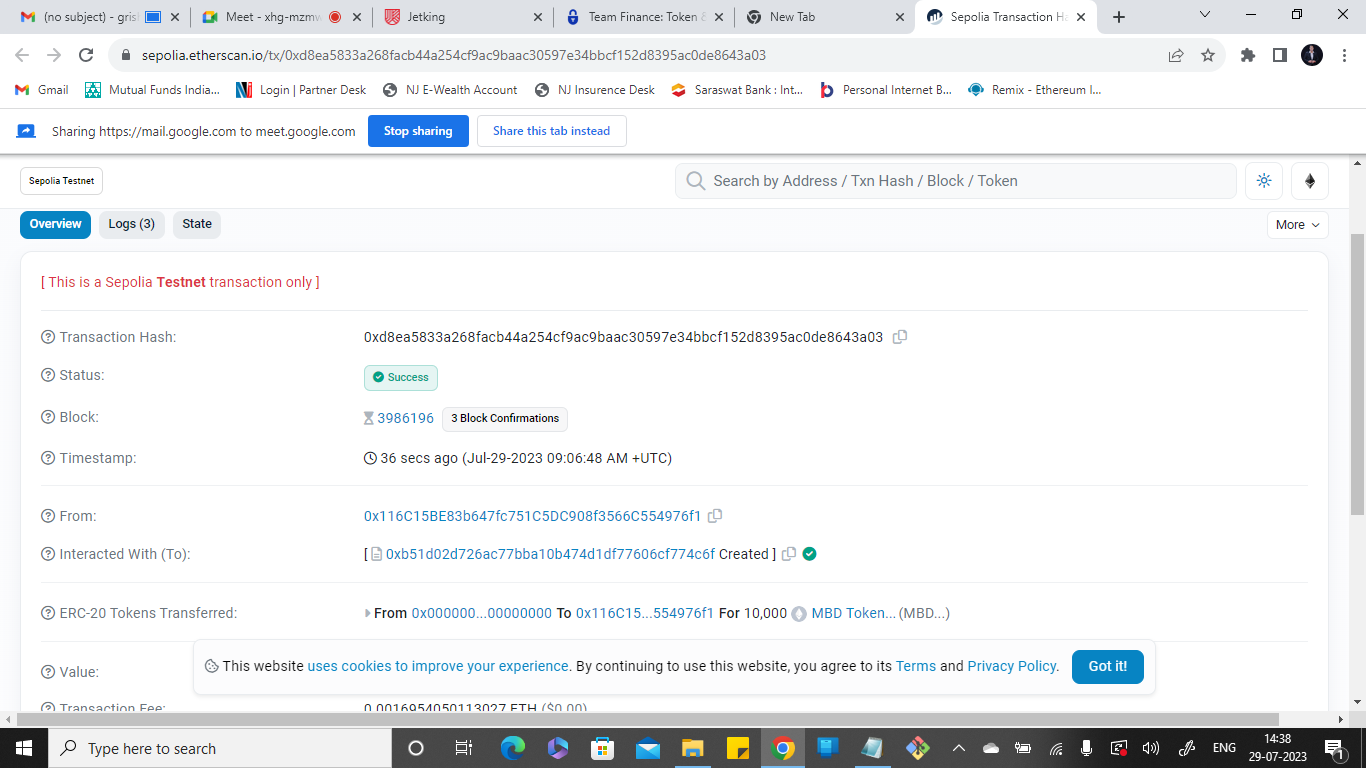 (no subject) - gris
Meet - xhg-mzmw
Jetking
Team Finance: Token &
New Tab
Sepolia Transaction Ha
sepolia.etherscan.io/tx/0xd8ea5833a268facb44a254cf9ac9baac30597e34bbcf152d8395ac0de8643a03
Gmail
Mutual Funds India...
Login | Partner Desk
NJ E-Wealth Account
NJ Insurence Desk
Saraswat Bank : Int...
Personal Internet B...
Remix - Ethereum I...
Sharing https://mail.google.com to meet.google.com
Stop sharing
Share this tab instead
Sepolia Testnet
Search by Address / Txn Hash / Block / Token
Overview
Logs (3)
State
More
[ This is a Sepolia Testnet transaction only ]
Transaction Hash:
0xd8ea5833a268facb44a254cf9ac9baac30597e34bbcf152d8395ac0de8643a03
Status:
Success
Block:
3986196
3 Block Confirmations
Timestamp:
36 secs ago (Jul-29-2023 09:06:48 AM +UTC)
From:
0x116C15BE83b647fc751C5DC908f3566C554976f1
Interacted With (To):
[ 0xb51d02d726ac77bba10b474d1df77606cf774c6f Created ]
ERC-20 Tokens Transferred:
From 0x000000...00000000 To 0x116C15...554976f1 For 10,000 MBD Token... (MBD...)
Value:
This website uses cookies to improve your experience. By continuing to use this website, you agree to its Terms and Privacy Policy.
Got it!
Transaction Fee:
0.0016954050113027 ETH ($0.00)
Type here to search
ENG
14:38
29-07-2023
1